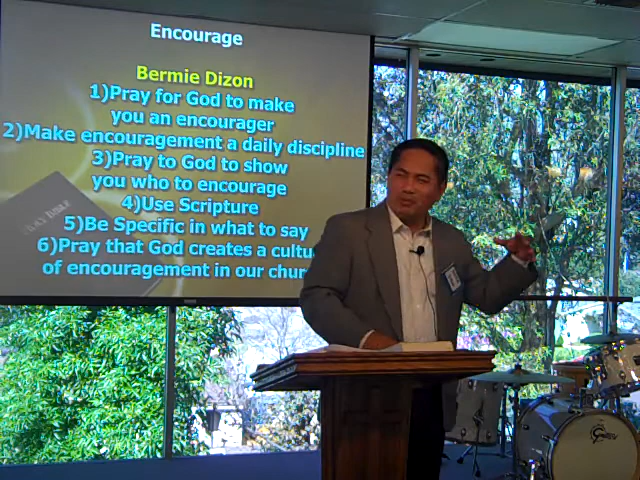 Encourage
Bermie Dizon
1)Pray for God to make
you an encourager
2)Make encouragement a daily discipline
3)Pray to God to show
you who to encourage
4)Use Scripture
5)Be Specific in what to say
6)Pray that God creates a cultu
of encouragement in our chur
BIBLE
GRETSCH